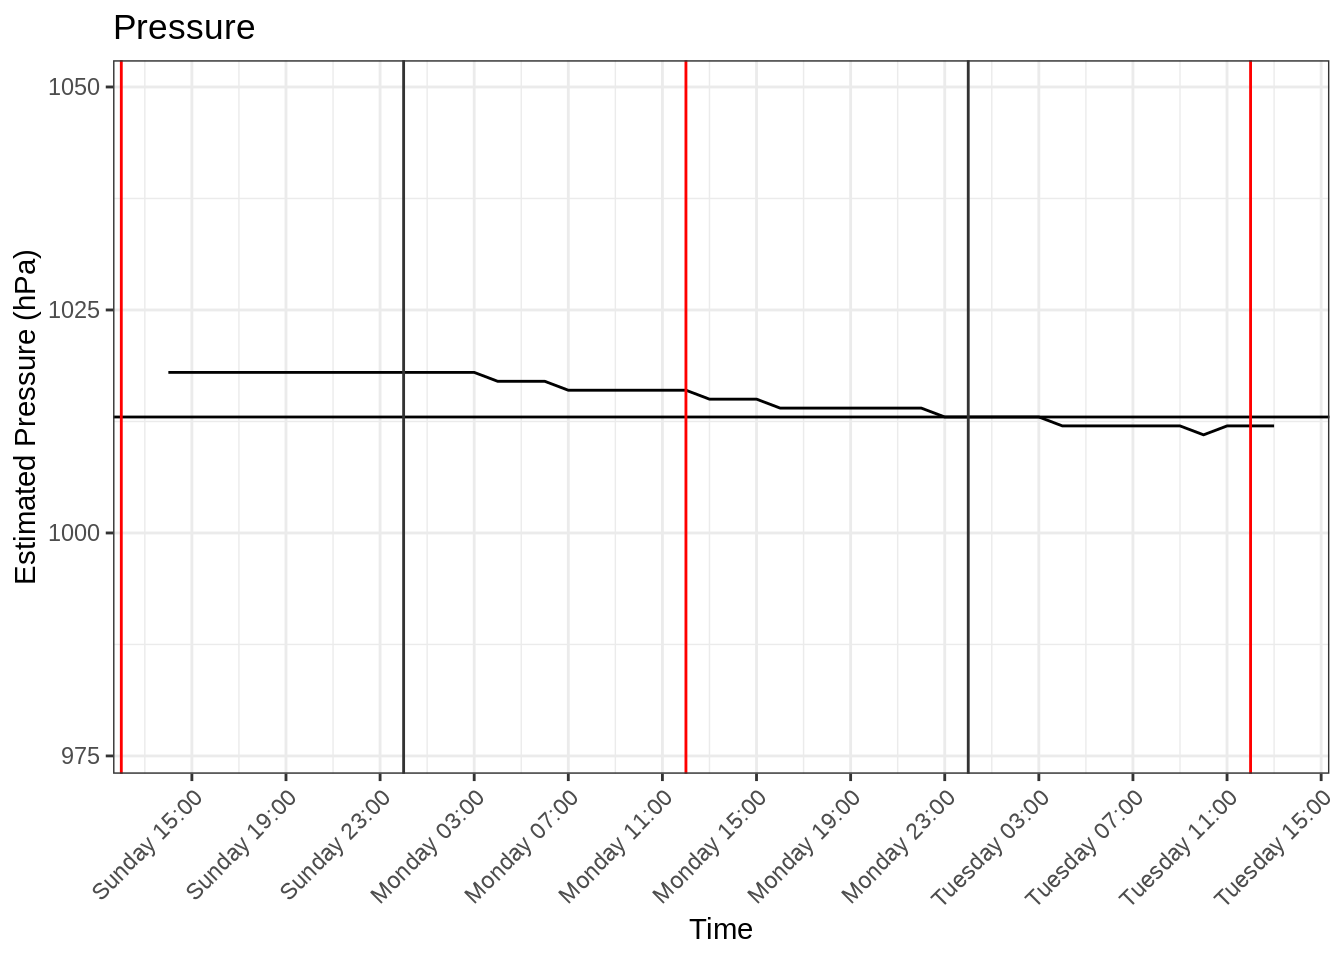 Pressure
Estimated Pressure (hPa)
1050
1025
1000
975
Sunday 15:00
Sunday 19:00
Sunday 23:00
Monday 03:00
Monday 07:00
Monday 11:00
Monday 15:00
Monday 19:00
Monday 23:00
Tuesday 03:00
Tuesday 07:00
Tuesday 11:00
Tuesday 15:00
Time